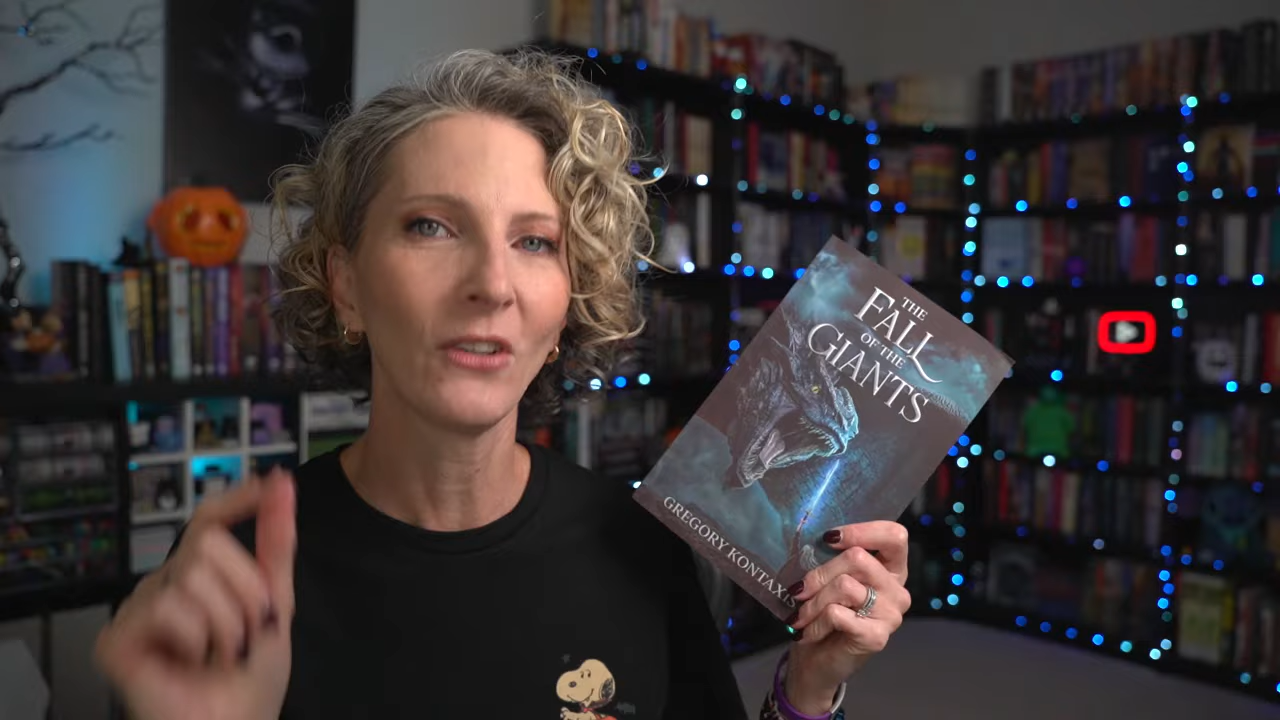 THE
FALL
OF THE
GIANTS
GREGORY KONTAXIS